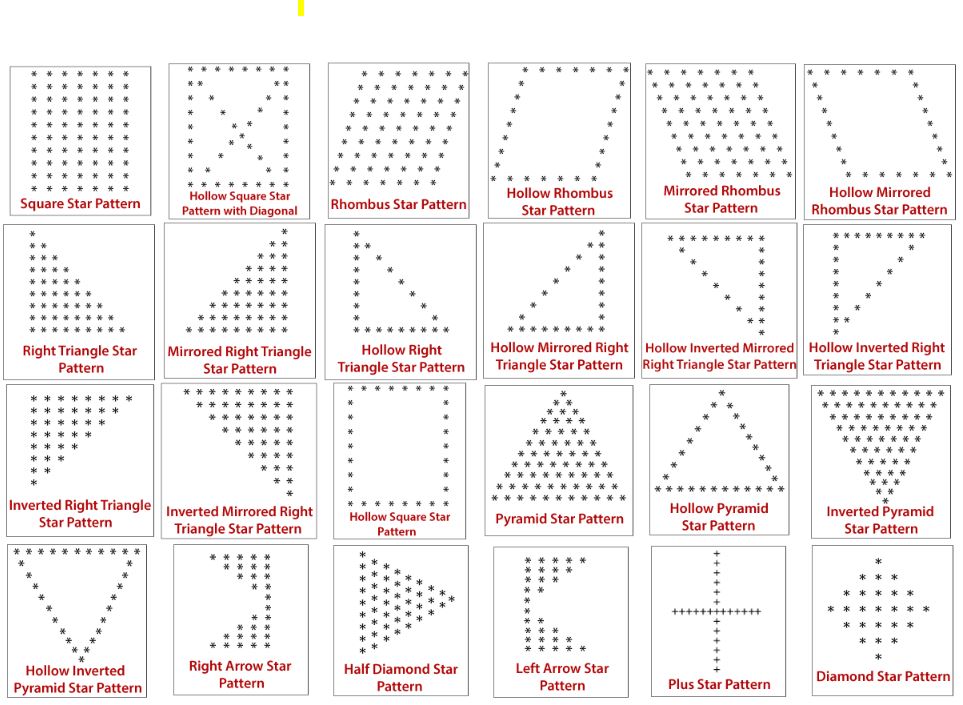 Square Star Pattern
Hollow Square Star
Pattern with Diagonal
Rhombus Star Pattern
Hollow Rhombus
Star Pattern
Mirrored Rhombus
Star Pattern
Hollow Mirrored
Rhombus Star Pattern
Right Triangle Star
Pattern
Mirrored Right Triangle
Star Pattern
Hollow Right
Triangle Star Pattern
Hollow Mirrored Right
Triangle Star Pattern
Hollow Inverted Mirrored
Right Triangle Star Pattern
Hollow Inverted Right
Triangle Star Pattern
Inverted Right Triangle
Star Pattern
Inverted Mirrored Right
Triangle Star Pattern
Hollow Square Star
Pattern
Pyramid Star Pattern
Hollow Pyramid
Star Pattern
Inverted Pyramid
Star Pattern
Hollow Inverted
Pyramid Star Pattern
Right Arrow Star
Pattern
Half Diamond Star
Pattern
Left Arrow Star
Pattern
Plus Star Pattern
Diamond Star Pattern